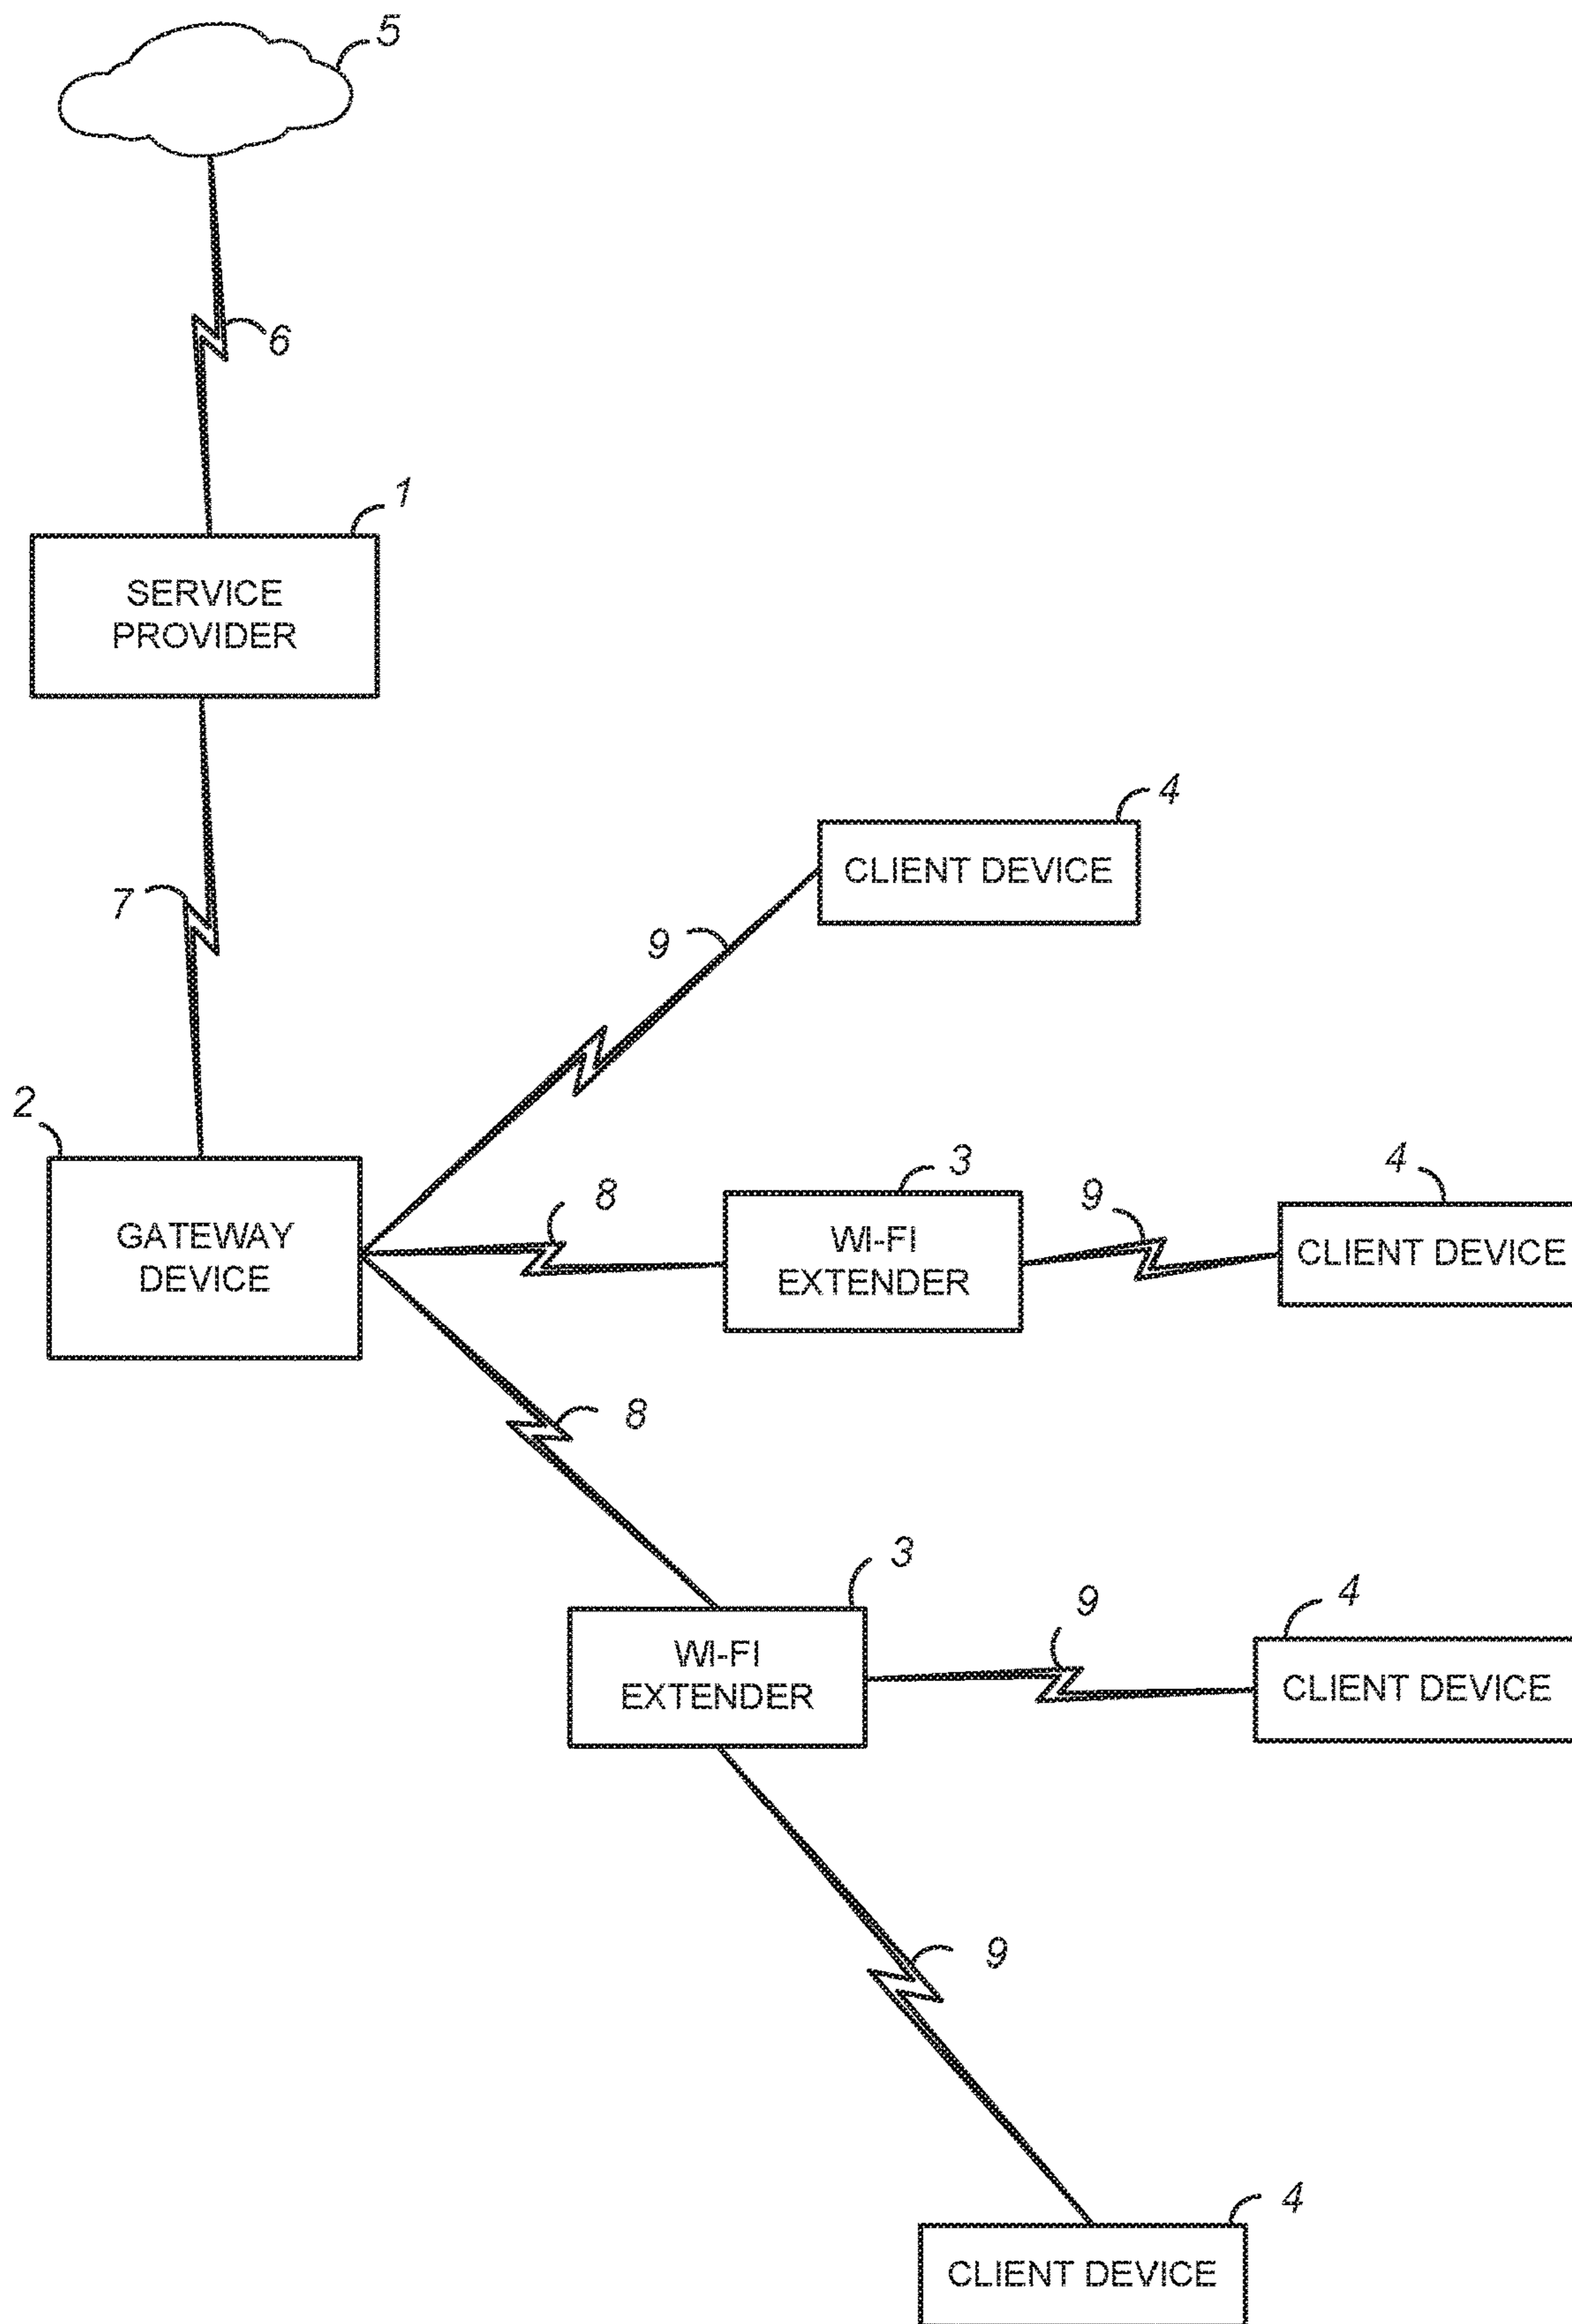 5
6
1
SERVICE
PROVIDER
4
CLIENT DEVICE
7
9
2
GATEWAY
DEVICE
8
3
WI-FI
EXTENDER
9
4
CLIENT DEVICE
8
3
WI-FI
EXTENDER
9
4
CLIENT DEVICE
9
4
CLIENT DEVICE